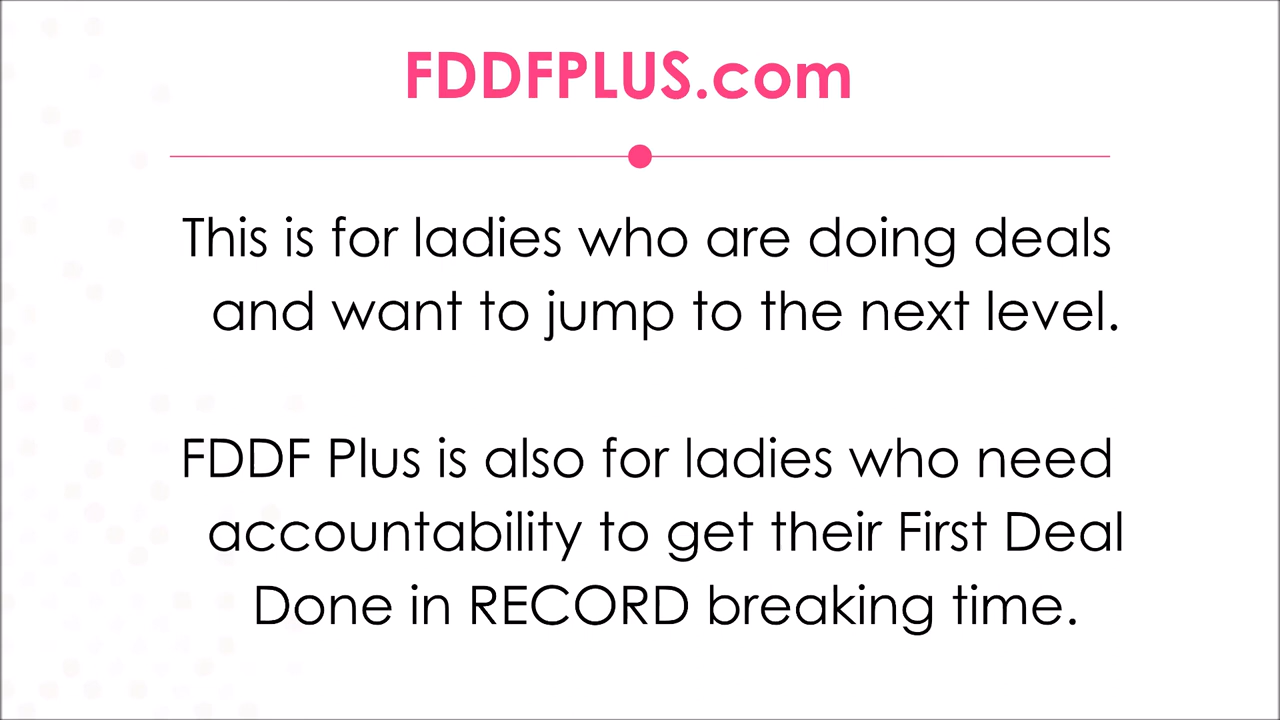 FDDFPLUS.com
This is for ladies who are doing deals
and want to jump to the next level.
FDDF Plus is also for ladies who need
accountability to get their First Deal
Done in RECORD breaking time.